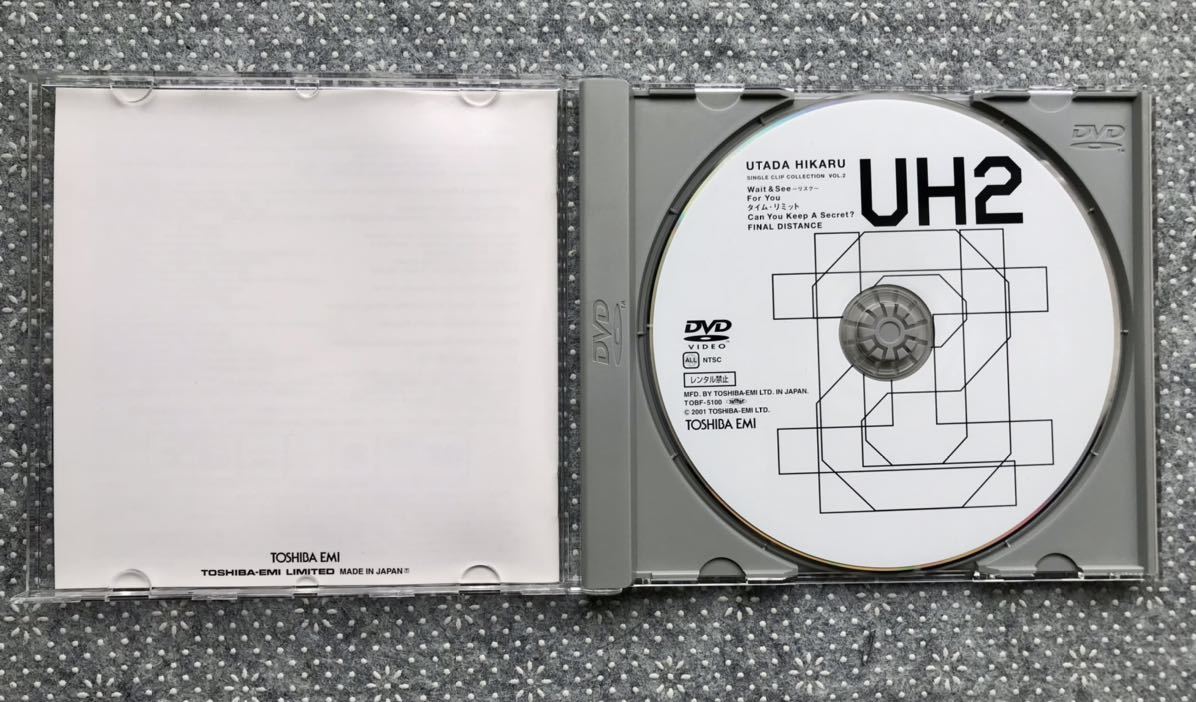 TOSHIBA EMI
TOSHIBA-EMI LIMITED MADE IN JAPAN
DVD
DVD
UTADA HIKARU
SINGLE CLIP COLLECTION VOL.2
UH2
Wait & See ～リスク～
For You
タイム・リミット
Can You Keep A Secret?
FINAL DISTANCE
DVD
VIDEO
ALL NTSC
レンタル禁止
MFD. BY TOSHIBA-EMI LTD. IN JAPAN.
TOBF-5100
© 2001 TOSHIBA-EMI LTD.
TOSHIBA EMI